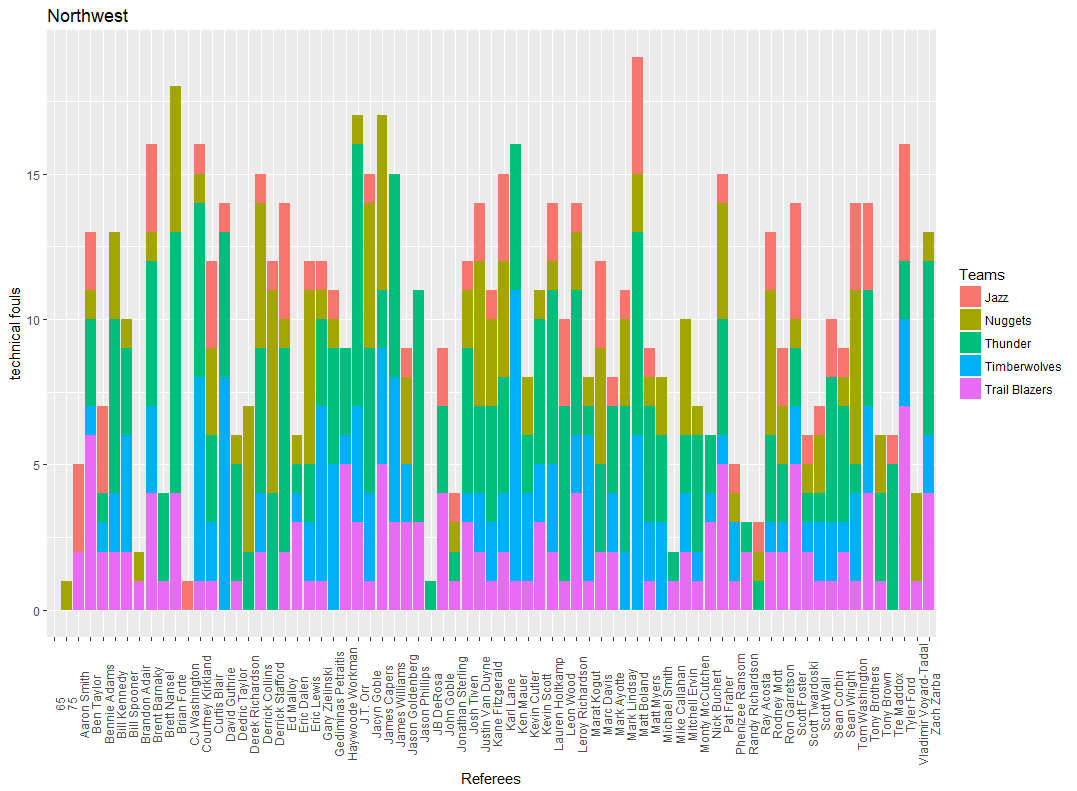 Northwest
technical fouls
15
10
5
0
Teams
Jazz
Nuggets
Thunder
Timberwolves
Trail Blazers
65
75
Aaron Smith
Ben Taylor
Bennie Adams
Bill Kennedy
Bill Spooner
Brandon Adair
Brent Barnaky
Brett Nansel
Brian Forte
CJ Washington
Courtney Kirkland
Curtis Blair
David Guthrie
Dedric Taylor
Derek Richardson
Derrick Collins
Derrick Stafford
Ed Malloy
Eric Dalen
Eric Lewis
Gary Zielinski
Gediminas Petraitis
Haywoode Workman
J.T. Orr
Jacyn Goble
James Capers
James Williams
Jason Goldenberg
Jason Phillips
JB DeRosa
Jon Goble
Jonathan Sterling
Josh Tiven
Justin Van Duyne
Kane Fitzgerald
Karl Lane
Ken Mauer
Kevin Cutler
Kevin Scott
Lauren Holtkamp
Leon Wood
Leroy Richardson
Marat Kogut
Marc Davis
Mark Ayotte
Mark Lindsay
Matt Boland
Matt Myers
Michael Smith
Mike Callahan
Mitchell Ervin
Monty McCutchen
Nick Buchert
Pat Fraher
Phenizee Ransom
Randy Richardson
Ray Acosta
Rodney Mott
Ron Garretson
Scott Foster
Scott Twardoski
Scott Wall
Sean Corbin
Sean Wright
Tom Washington
Tony Brothers
Tony Brown
Tre Maddox
Tyler Ford
Vladimir Voyard-Tadal
Zach Zarba
Referees